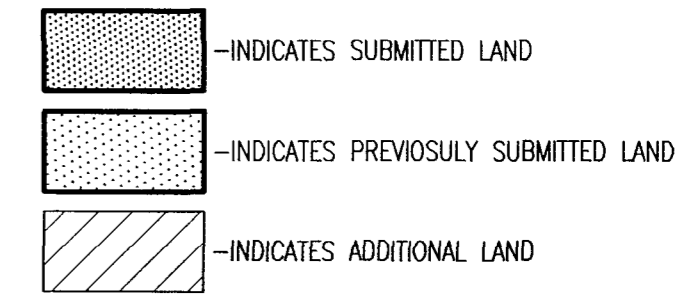 -INDICATES SUBMITTED LAND
-INDICATES PREVIOSULY SUBMITTED LAND
-INDICATES ADDITIONAL LAND